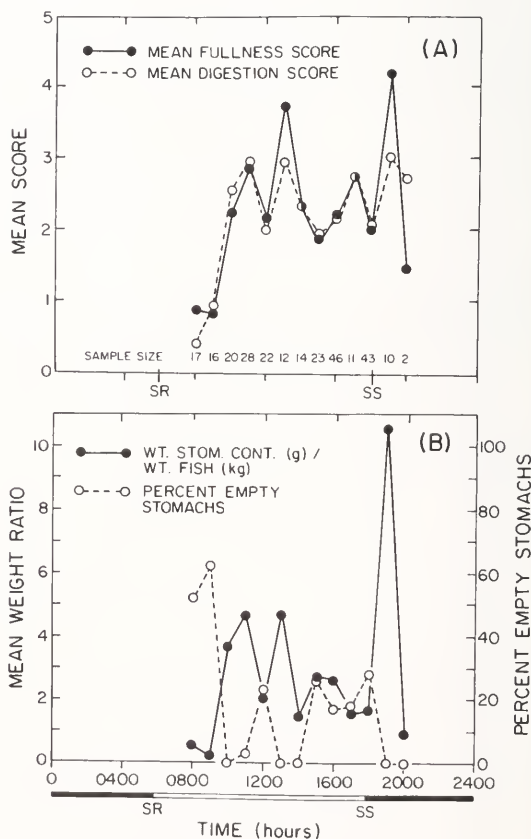 5
(A)
MEAN FULLNESS SCORE
MEAN DIGESTION SCORE
4
3
2
1
0
MEAN SCORE
SAMPLE SIZE 17 16 20 28 22 12 14 23 46 11 43 10 2
SR SS
(B)
WT. STOM. CONT. (g) /
WT. FISH (kg)
PERCENT EMPTY
STOMACHS
10
8
6
4
2
0
MEAN WEIGHT RATIO
100
80
60
40
20
0
PERCENT EMPTY STOMACHS
0 0400 0800 1200 1600 2000 2400
SR SS
TIME (hours)